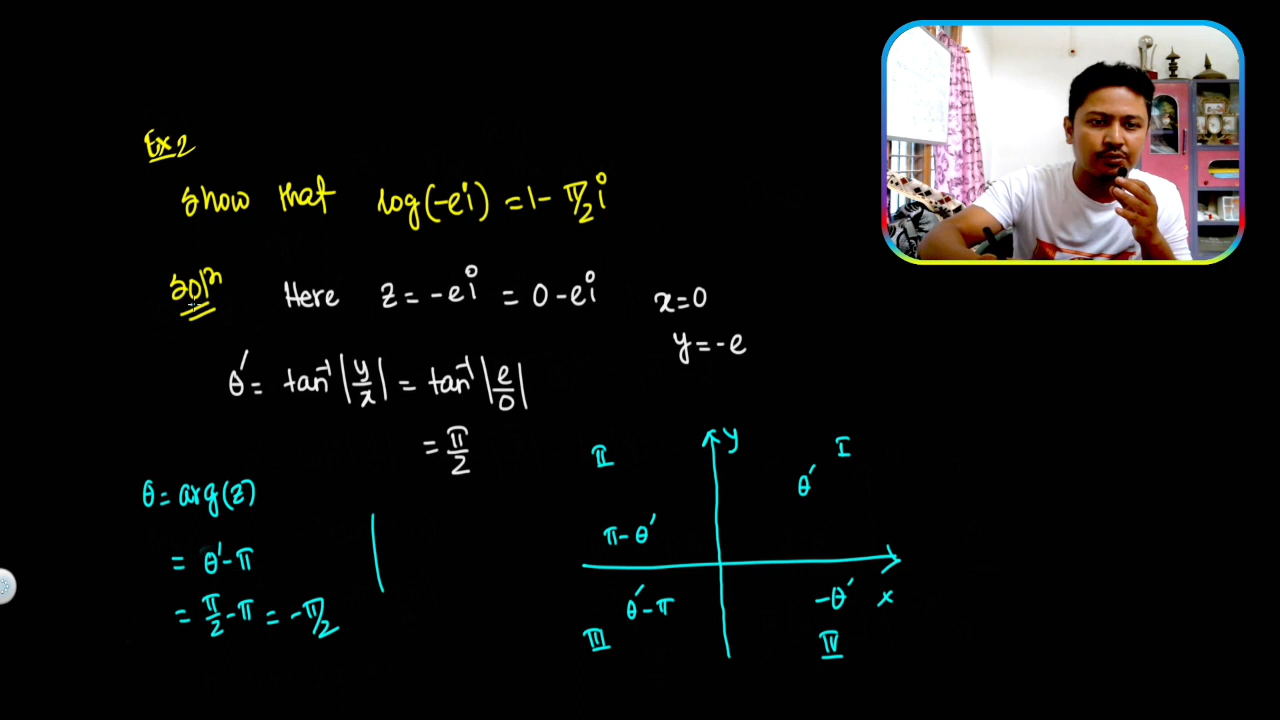 Ex 2
Show that log(-ei) = 1 - π/2 i
Solⁿ Here z = -ei = 0 - ei x = 0
y = -e
θ' = tan⁻¹ |y/x| = tan⁻¹ |e/0|
= π/2
y
II I
θ'
θ = arg(z)
π - θ'
= θ' - π
θ' - π -θ' x
= π/2 - π = -π/2
III IV